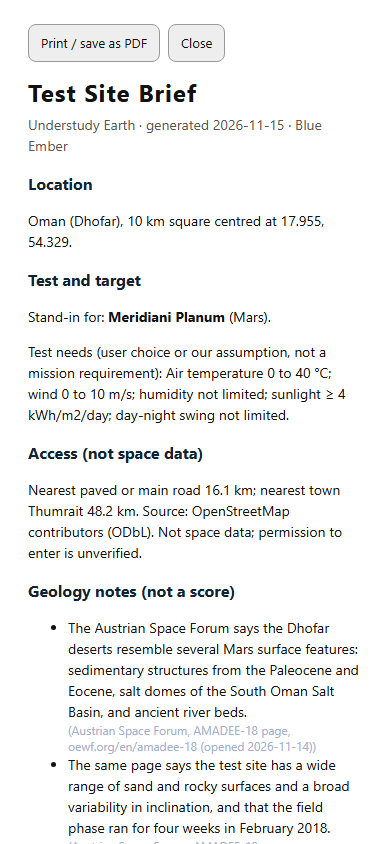 Print / save as PDF
Close
Test Site Brief
Understudy Earth · generated 2026-11-15 · Blue
Ember
Location
Oman (Dhofar), 10 km square centred at 17.955,
54.329.
Test and target
Stand-in for: Meridiani Planum (Mars).
Test needs (user choice or our assumption, not a
mission requirement): Air temperature 0 to 40 °C;
wind 0 to 10 m/s; humidity not limited; sunlight ≥ 4
kWh/m2/day; day-night swing not limited.
Access (not space data)
Nearest paved or main road 16.1 km; nearest town
Thumrait 48.2 km. Source: OpenStreetMap
contributors (ODbL). Not space data; permission to
enter is unverified.
Geology notes (not a score)
• The Austrian Space Forum says the Dhofar
deserts resemble several Mars surface features:
sedimentary structures from the Paleocene and
Eocene, salt domes of the South Oman Salt
Basin, and ancient river beds.
(Austrian Space Forum, AMADEE-18 page,
oewf.org/en/amadee-18 (opened 2026-11-14))
• The same page says the test site has a wide
range of sand and rocky surfaces and a broad
variability in inclination, and that the field
phase ran for four weeks in February 2018.